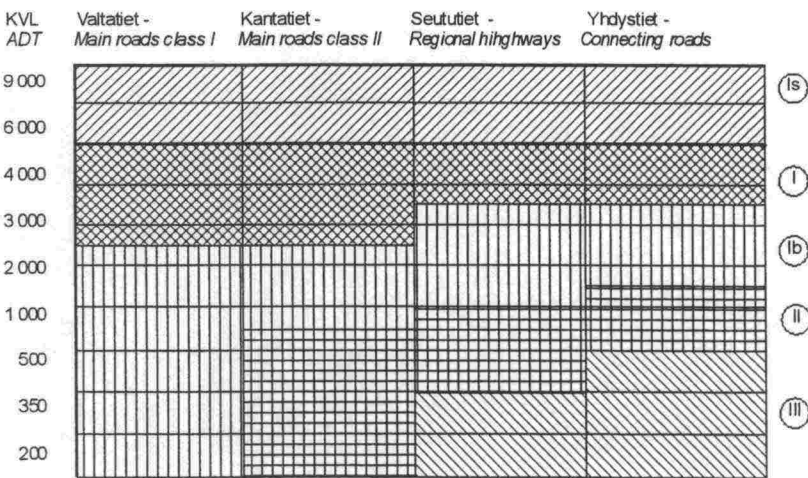 KVL Valtatiet - Kantatiet - Seututiet - Yhdystiet -
ADT Main roads class I Main roads class II Regional hihghways Connecting roads
9 000 Is
6 000
4 000 I
3 000
2 000 Ib
1 000 II
500
350 III
200